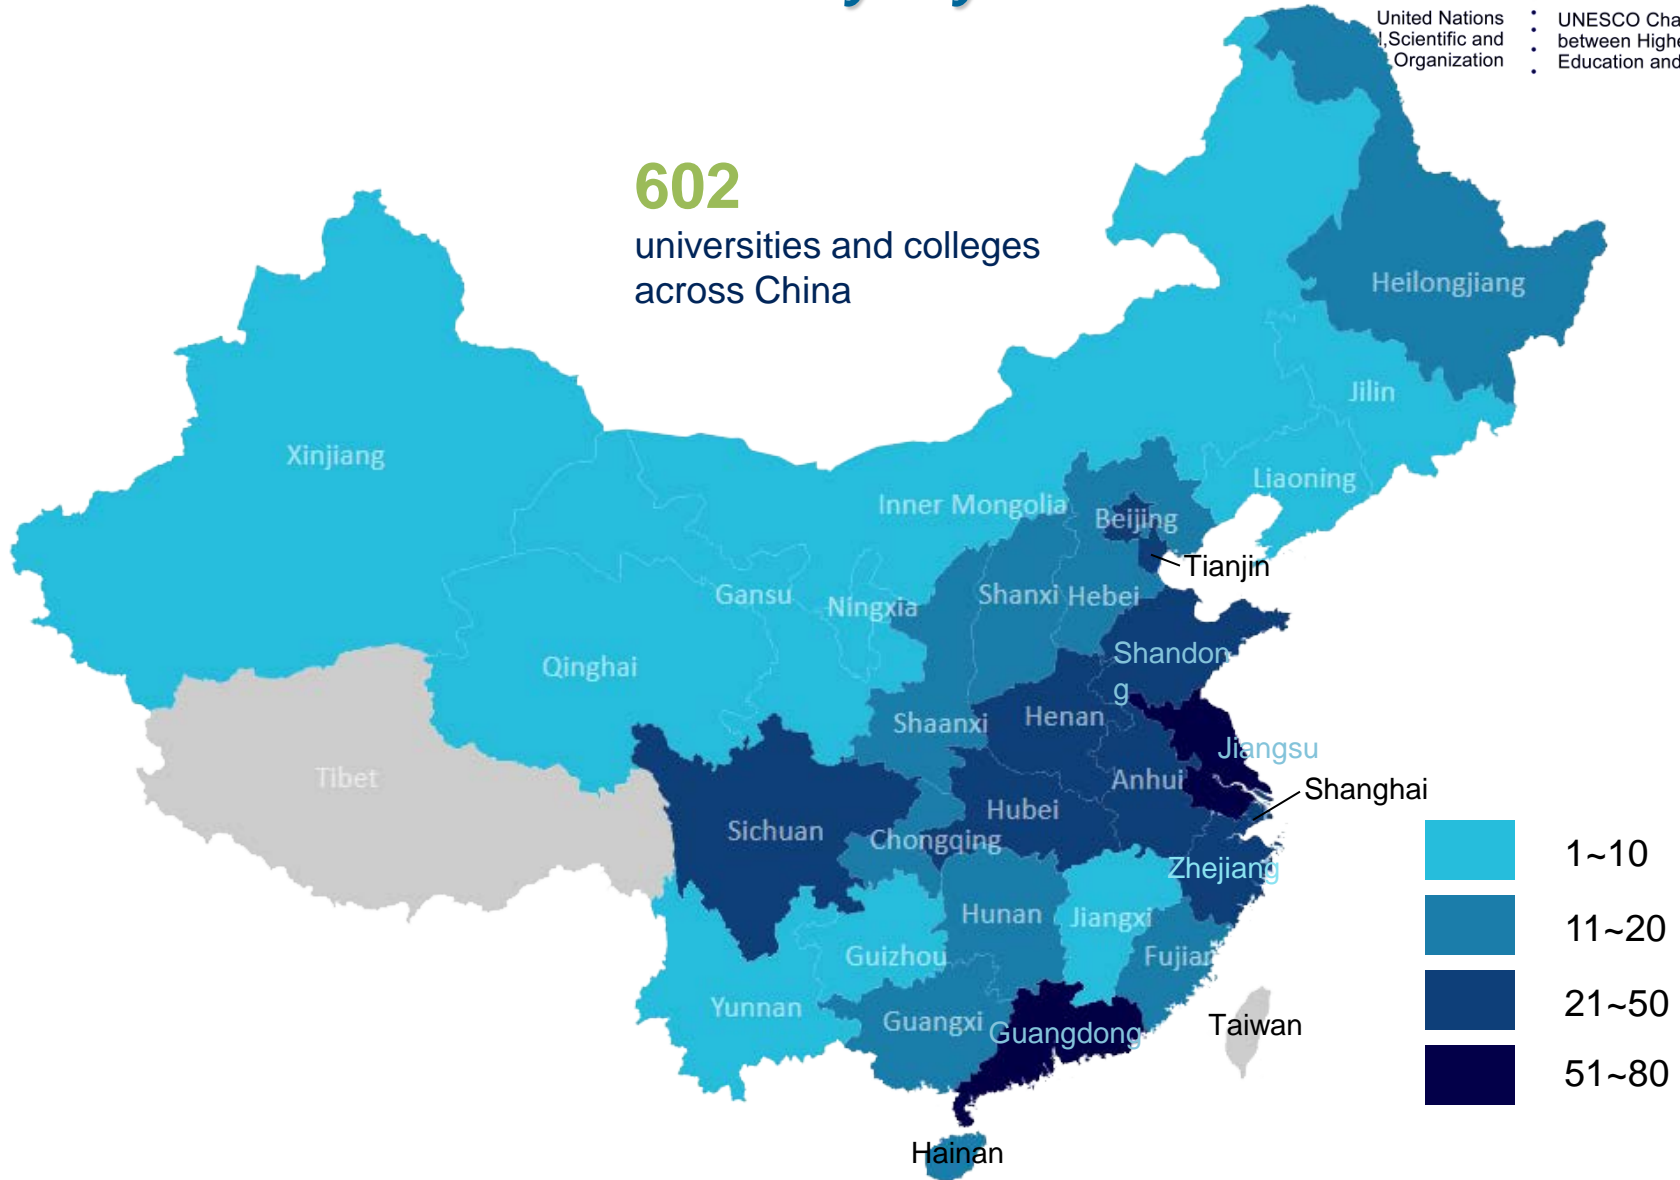 United Nations
l,Scientific and
Organization
UNESCO Cha
between Highe
Education and
602
universities and colleges
across China
Heilongjiang
Jilin
Xinjiang
Liaoning
Inner Mongolia
Beijing
Tianjin
Gansu
Ningxia
Shanxi
Hebei
Qinghai
Shandon
g
Shaanxi
Henan
Jiangsu
Tibet
Anhui
Shanghai
Sichuan
Hubei
Chongqing
Zhejiang
1~10
Hunan
Jiangxi
11~20
Guizhou
Fujian
Yunnan
Guangxi
Guangdong
Taiwan
21~50
51~80
Hainan